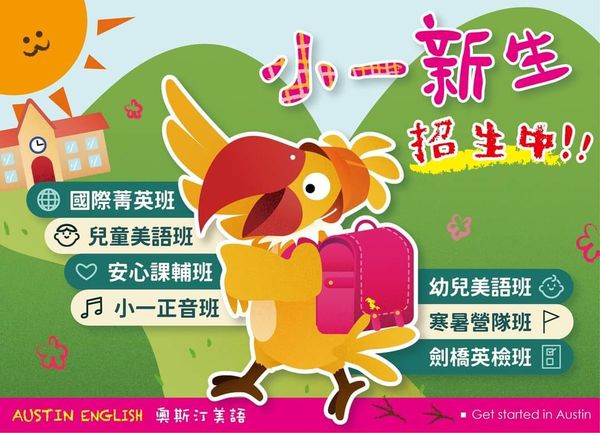 小一新生
招生中!!
國際菁英班
兒童美語班
安心課輔班
小一正音班
幼兒美語班
寒暑營隊班
劍橋英檢班
AUSTIN ENGLISH 奧斯汀美語
Get started in Austin